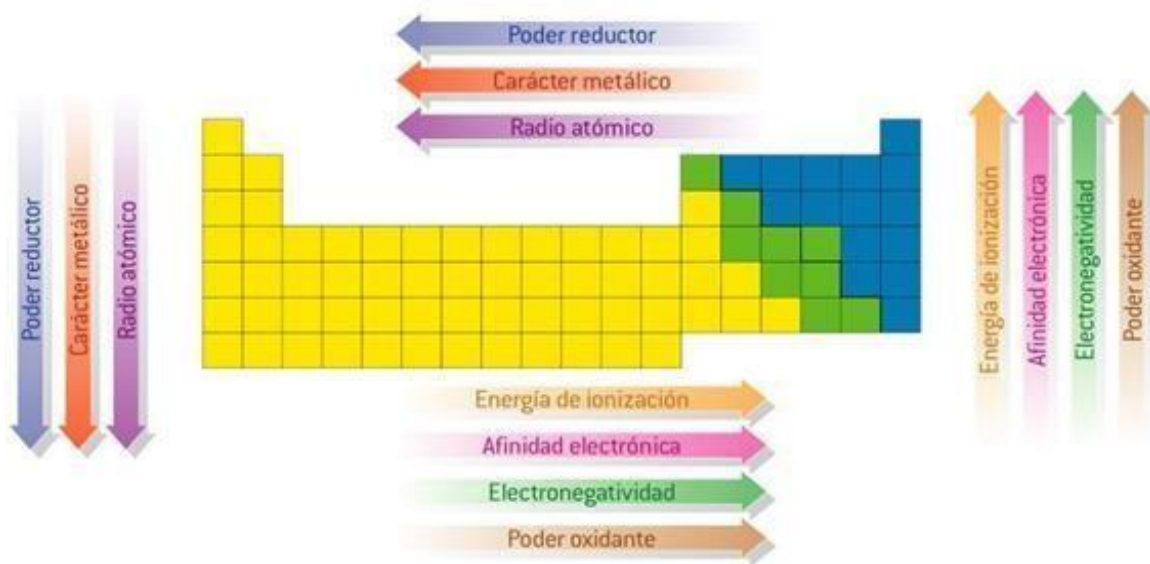 Poder reductor
Carácter metálico
Radio atómico
Poder reductor
Carácter metálico
Radio atómico
Energía de ionización
Afinidad electrónica
Electronegatividad
Poder oxidante
Energía de ionización
Afinidad electrónica
Electronegatividad
Poder oxidante